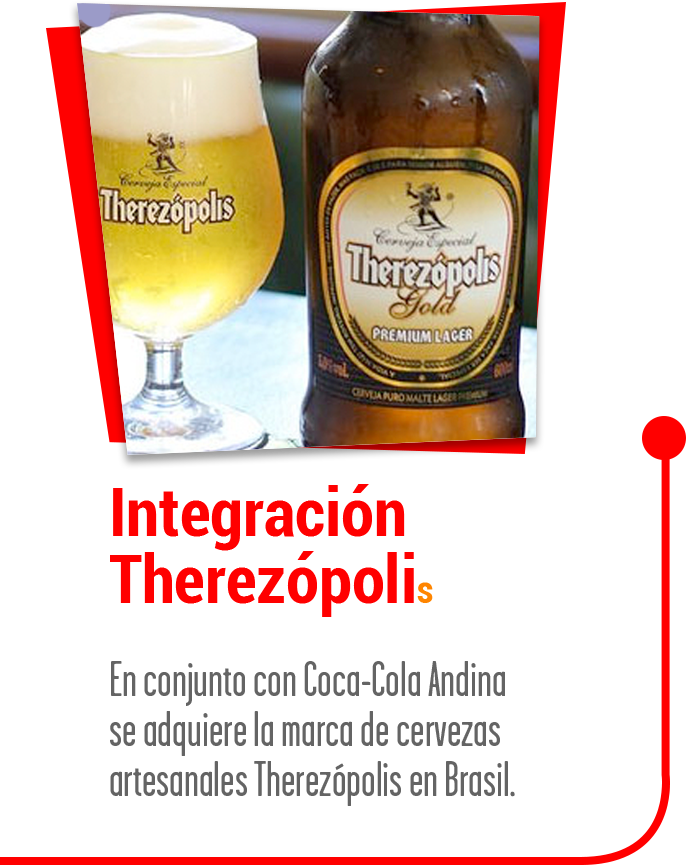 Cerveja Especial
Therezópolis
Cerveja Especial
Therezópolis
Gold
PREMIUM LAGER
600ml
CERVEJA PURO MALTE LAGER PREMIUM
Integración
Therezópolis
En conjunto con Coca-Cola Andina
se adquiere la marca de cervezas
artesanales Therezópolis en Brasil.